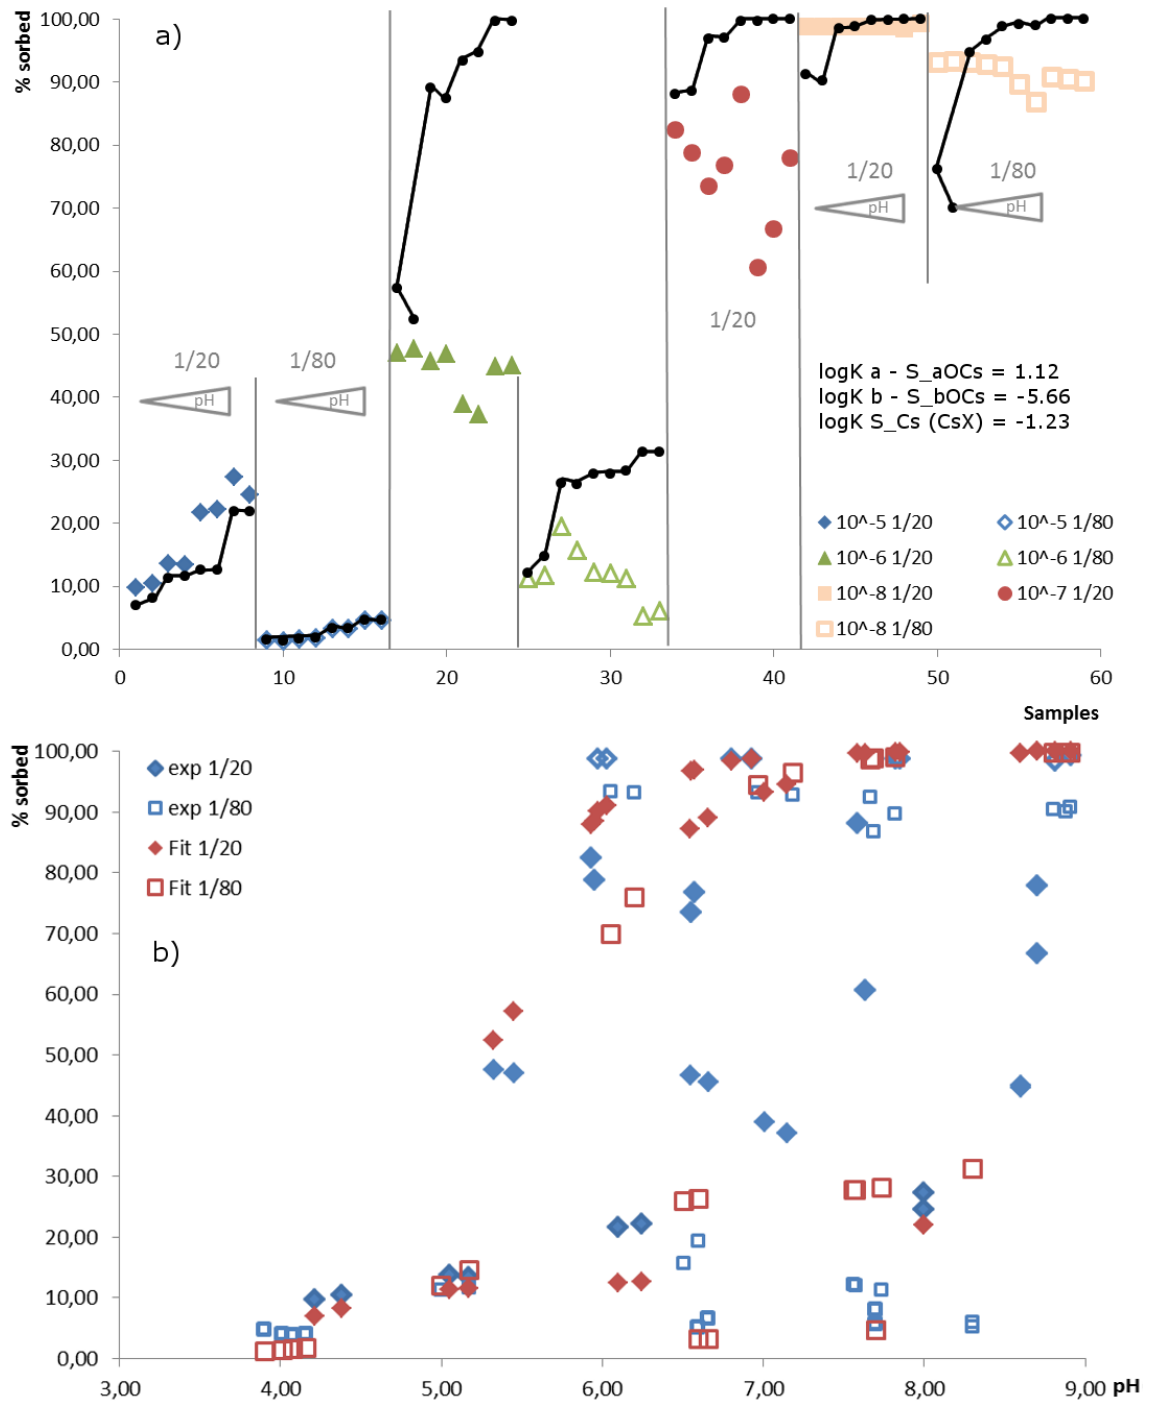 % sorbed
a)
100,00
90,00
80,00
70,00
60,00
50,00
40,00
30,00
20,00
10,00
0,00
1/20
pH
1/80
pH
1/20
1/20
pH
1/80
pH
logK a - S_aOCs = 1.12
logK b - S_bOCs = -5.66
logK S_Cs (CsX) = -1.23
10^-5 1/20
10^-5 1/80
10^-6 1/20
10^-6 1/80
10^-8 1/20
10^-7 1/20
10^-8 1/80
0 10 20 30 40 50 60
Samples
% sorbed
100,00
90,00
80,00
70,00
60,00
50,00
40,00
30,00
20,00
10,00
0,00
exp 1/20
exp 1/80
Fit 1/20
Fit 1/80
b)
3,00 4,00 5,00 6,00 7,00 8,00 9,00 pH